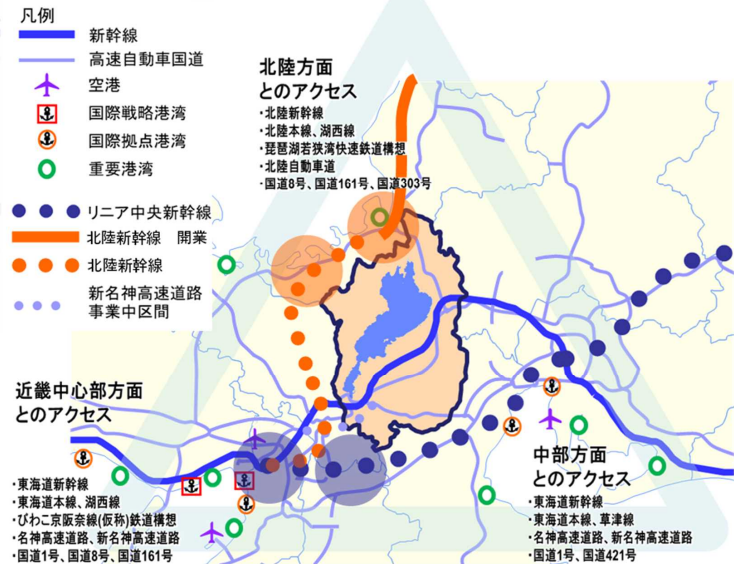 凡例
新幹線
高速自動車国道
空港
国際戦略港湾
国際拠点港湾
重要港湾
リニア中央新幹線
北陸新幹線 開業
北陸新幹線
新名神高速道路
事業中区間
北陸方面
とのアクセス
・北陸新幹線
・北陸本線、湖西線
・琵琶湖若狭湾快速鉄道構想
・北陸自動車道
・国道8号、国道161号、国道303号
近畿中心部方面
とのアクセス
・東海道新幹線
・東海道本線、湖西線
・びわこ京阪奈線(仮称)鉄道構想
・名神高速道路、新名神高速道路
・国道1号、国道8号、国道161号
中部方面
とのアクセス
・東海道新幹線
・東海道本線、草津線
・名神高速道路、新名神高速道路
・国道1号、国道421号